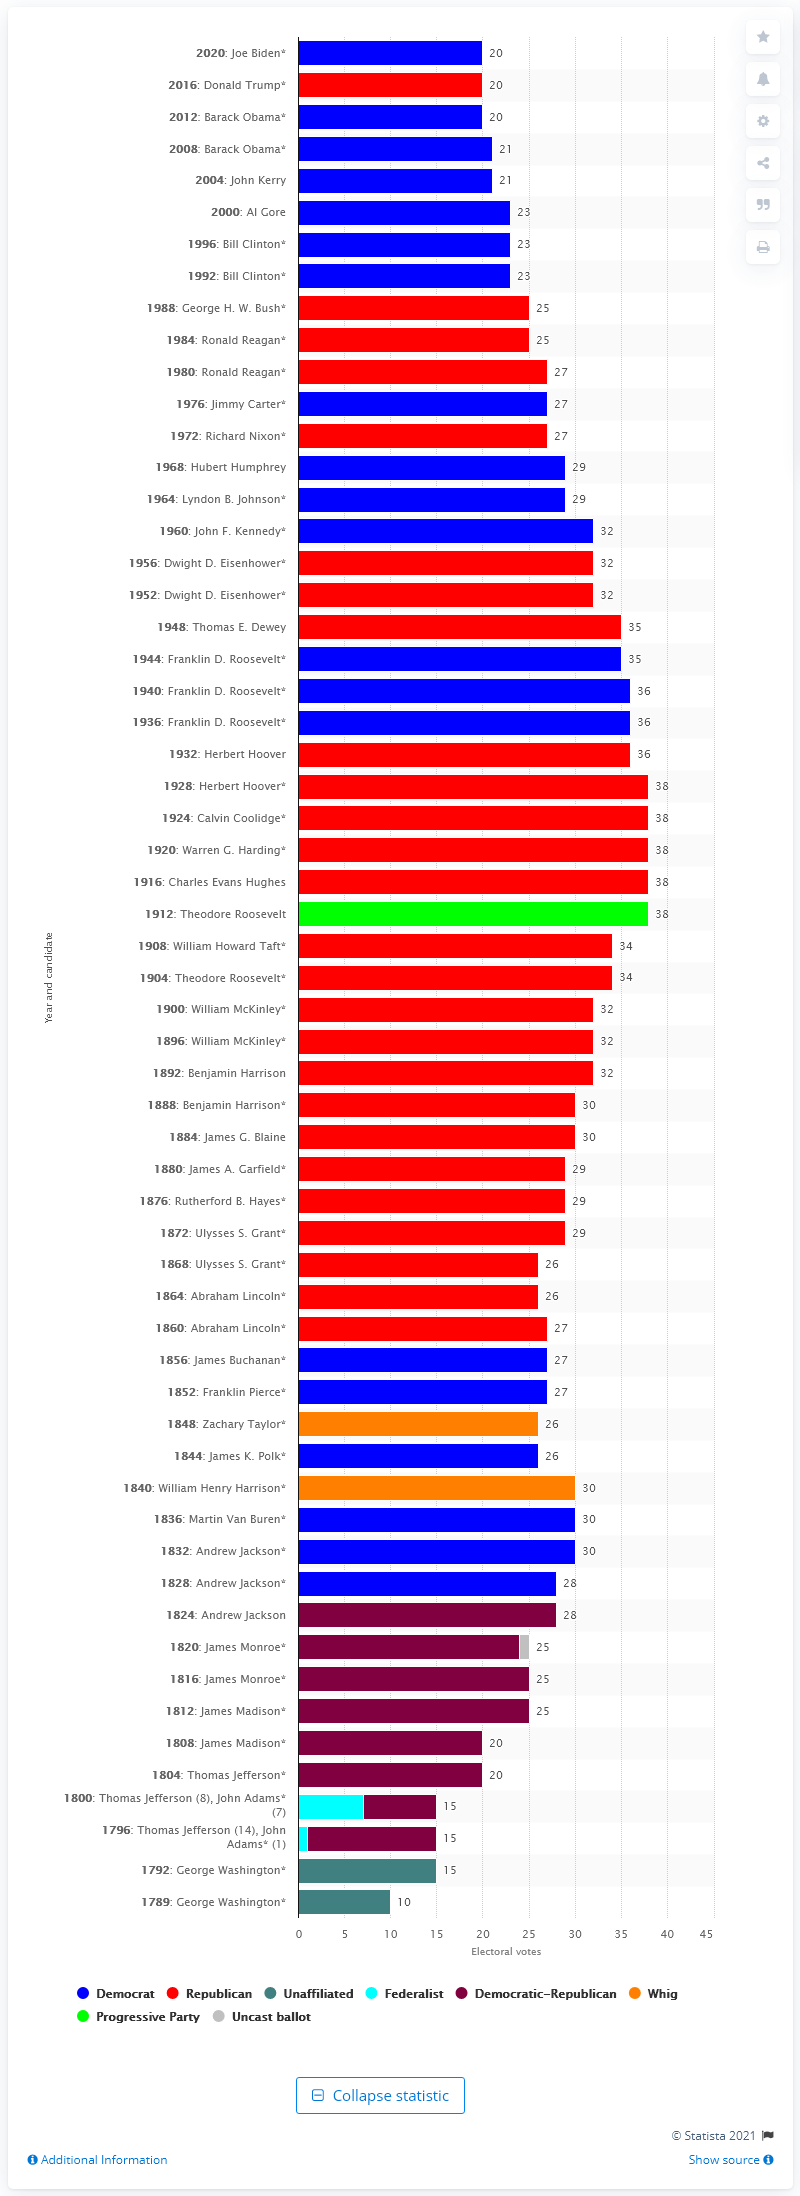 2020: Joe Biden* 20
2016: Donald Trump* 20
2012: Barack Obama* 20
2008: Barack Obama* 21
2004: John Kerry 21
2000: Al Gore 23
1996: Bill Clinton* 23
1992: Bill Clinton* 23
1988: George H. W. Bush* 25
1984: Ronald Reagan* 25
1980: Ronald Reagan* 27
1976: Jimmy Carter* 27
1972: Richard Nixon* 27
1968: Hubert Humphrey 29
1964: Lyndon B. Johnson* 29
1960: John F. Kennedy* 32
1956: Dwight D. Eisenhower* 32
1952: Dwight D. Eisenhower* 32
1948: Thomas E. Dewey 35
1944: Franklin D. Roosevelt* 35
1940: Franklin D. Roosevelt* 36
1936: Franklin D. Roosevelt* 36
1932: Herbert Hoover 36
1928: Herbert Hoover* 38
1924: Calvin Coolidge* 38
1920: Warren G. Harding* 38
1916: Charles Evans Hughes 38
1912: Theodore Roosevelt 38
1908: William Howard Taft* 34
1904: Theodore Roosevelt* 34
1900: William McKinley* 32
1896: William McKinley* 32
1892: Benjamin Harrison 32
1888: Benjamin Harrison* 30
1884: James G. Blaine 30
1880: James A. Garfield* 29
1876: Rutherford B. Hayes* 29
1872: Ulysses S. Grant* 29
1868: Ulysses S. Grant* 26
1864: Abraham Lincoln* 26
1860: Abraham Lincoln* 27
1856: James Buchanan* 27
1852: Franklin Pierce* 27
1848: Zachary Taylor* 26
1844: James K. Polk* 26
1840: William Henry Harrison* 30
1836: Martin Van Buren* 30
1832: Andrew Jackson* 30
1828: Andrew Jackson* 28
1824: Andrew Jackson 28
1820: James Monroe* 25
1816: James Monroe* 25
1812: James Madison* 25
1808: James Madison* 20
1804: Thomas Jefferson* 20
1800: Thomas Jefferson (8), John Adams*
(7) 15
1796: Thomas Jefferson (14), John
Adams* (1) 15
1792: George Washington* 15
1789: George Washington* 10
Year and candidate
0 5 10 15 20 25 30 35 40 45
Electoral votes
Democrat Republican Unaffiliated Federalist Democratic-Republican Whig
Progressive Party Uncast ballot
Collapse statistic
© Statista 2021
Additional Information Show source